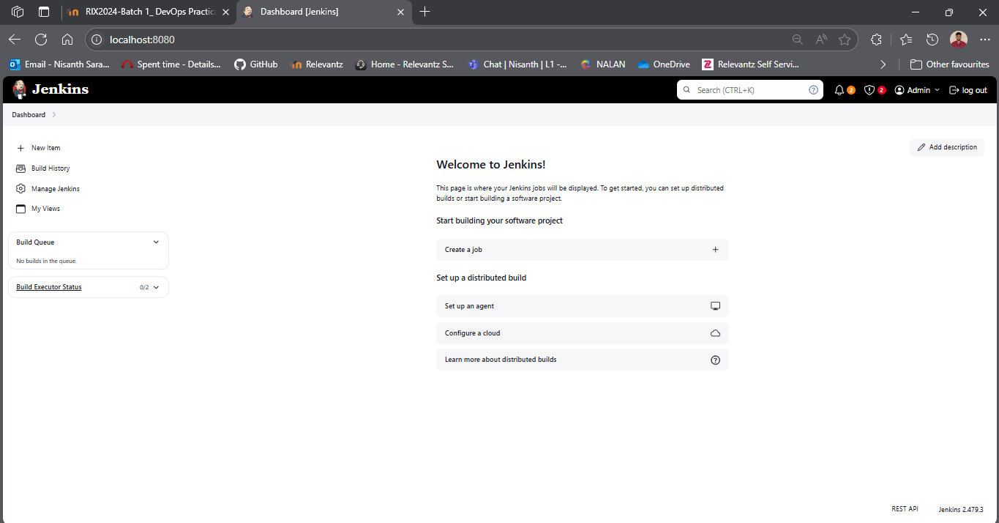 RIX2024-Batch 1_ DevOps Practic
Dashboard [Jenkins]
localhost:8080
Email - Nisanth Sara...
Spent time - Details...
GitHub
Relevantz
Home - Relevantz S...
Chat | Nisanth | L1 -...
NALAN
OneDrive
Relevantz Self Servi...
Other favourites
Jenkins
Search (CTRL+K)
2
2
Admin
log out
Dashboard
New Item
Build History
Manage Jenkins
My Views
Build Queue
No builds in the queue.
Build Executor Status
0/2
Add description
Welcome to Jenkins!
This page is where your Jenkins jobs will be displayed. To get started, you can set up distributed
builds or start building a software project.
Start building your software project
Create a job
Set up a distributed build
Set up an agent
Configure a cloud
Learn more about distributed builds
REST API
Jenkins 2.479.3